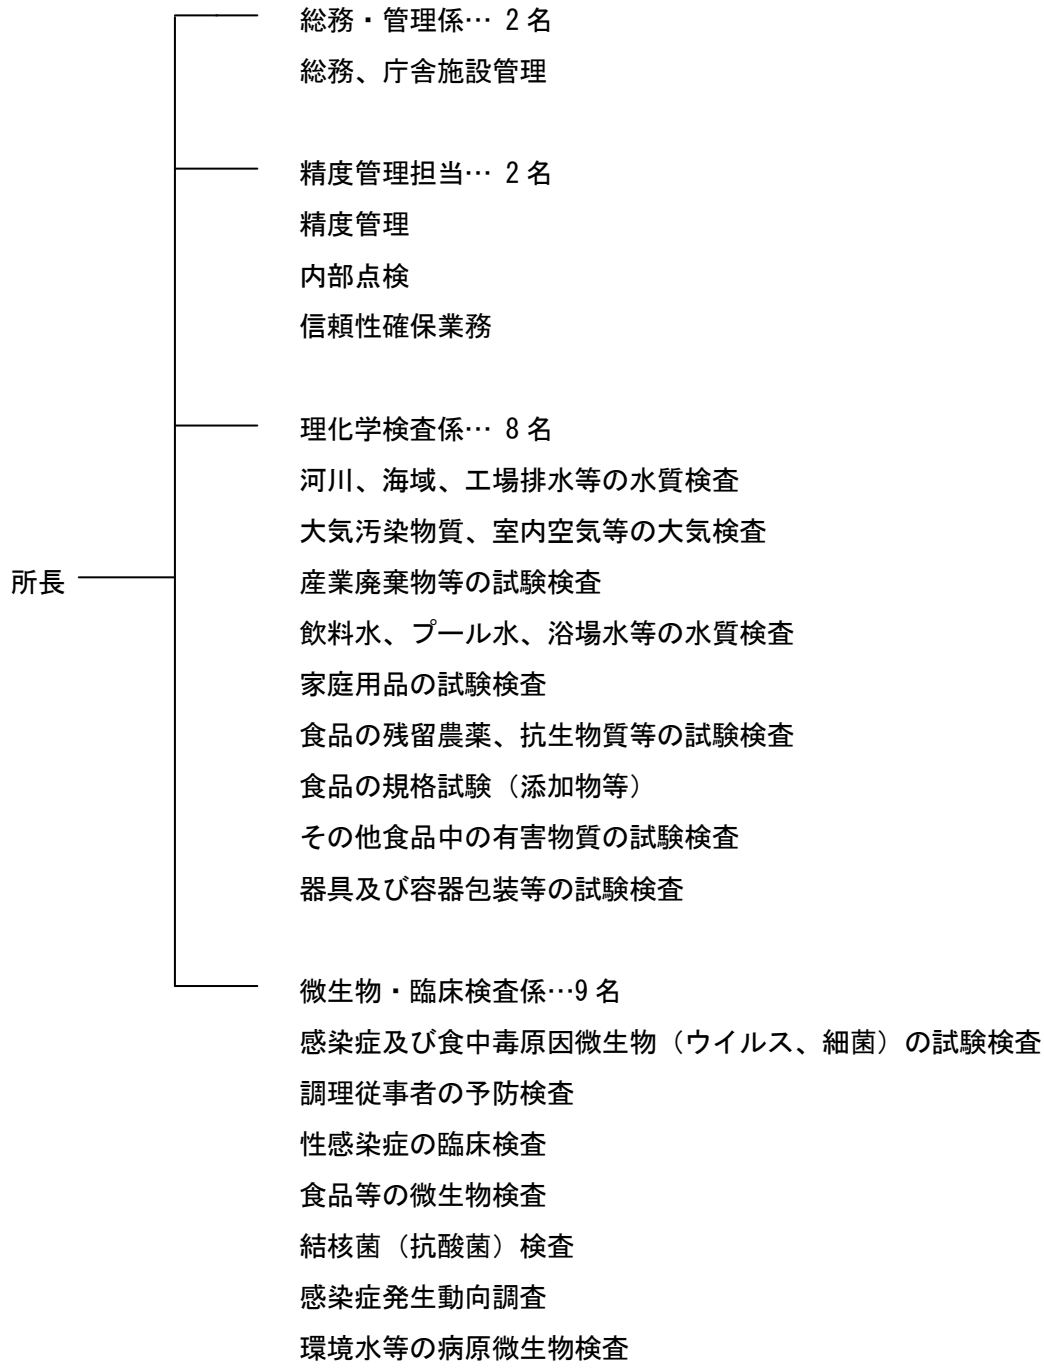 総務・管理係… 2 名
総務、庁舎施設管理
精度管理担当… 2 名
精度管理
内部点検
信頼性確保業務
理化学検査係… 8 名
河川、海域、工場排水等の水質検査
大気汚染物質、室内空気等の大気検査
所長
産業廃棄物等の試験検査
飲料水、プール水、浴場水等の水質検査
家庭用品の試験検査
食品の残留農薬、抗生物質等の試験検査
食品の規格試験（添加物等）
その他食品中の有害物質の試験検査
器具及び容器包装等の試験検査
微生物・臨床検査係…9 名
感染症及び食中毒原因微生物（ウイルス、細菌）の試験検査
調理従事者の予防検査
性感染症の臨床検査
食品等の微生物検査
結核菌（抗酸菌）検査
感染症発生動向調査
環境水等の病原微生物検査